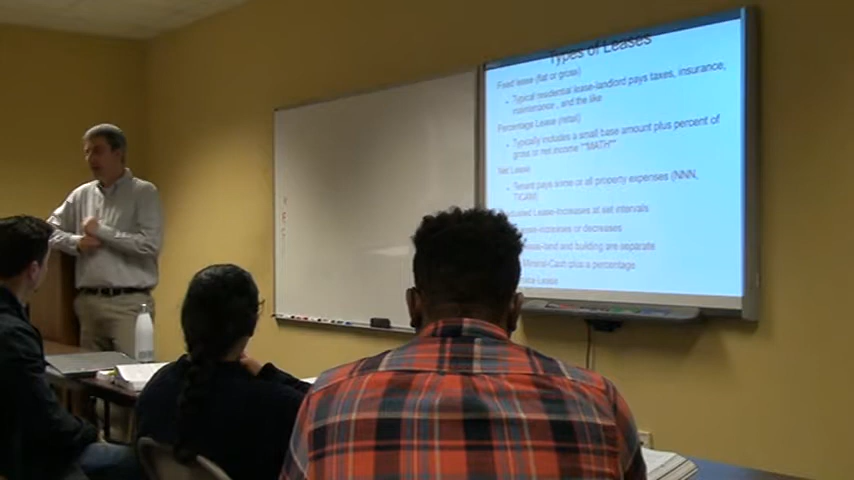 Types of Leases
Fixed lease (flat or gross)
• Typical residential lease-landlord pays taxes, insurance,
maintenance , and the like
Percentage Lease (retail)
• Typically includes a small base amount plus percent of
gross or net income **MATH**
Net Lease
• Tenant pays some or all property expenses (NNN,
TICAM)
Lease-Increases at set intervals
increases or decreases
land and building are separate
Mineral-Cash plus a percentage
Lease